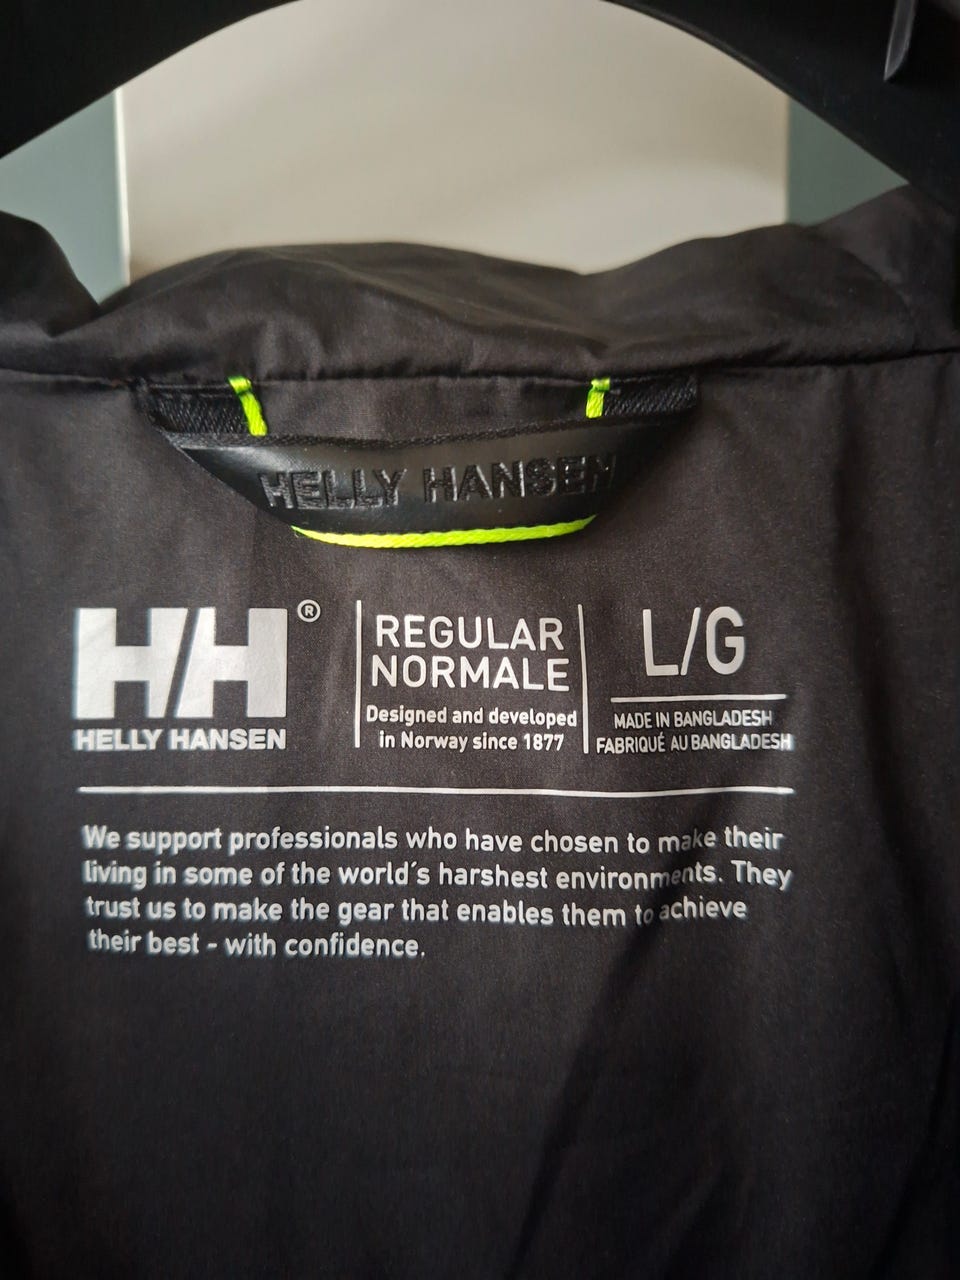 HELLY HANSEN
HH®
HELLY HANSEN
REGULAR
NORMALE
Designed and developed
in Norway since 1877
L/G
MADE IN BANGLADESH
FABRIQUÉ AU BANGLADESH
We support professionals who have chosen to make their
living in some of the world´s harshest environments. They
trust us to make the gear that enables them to achieve
their best - with confidence.